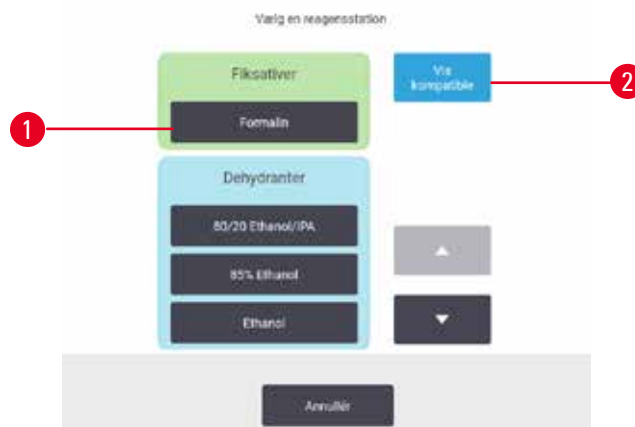 Vælg en reagensstation
Fiksativer
Vis
kompatible
1
Formalin
2
Dehydranter
80/20 Ethanol/IPA
85% Ethanol
Ethanol
Annullér